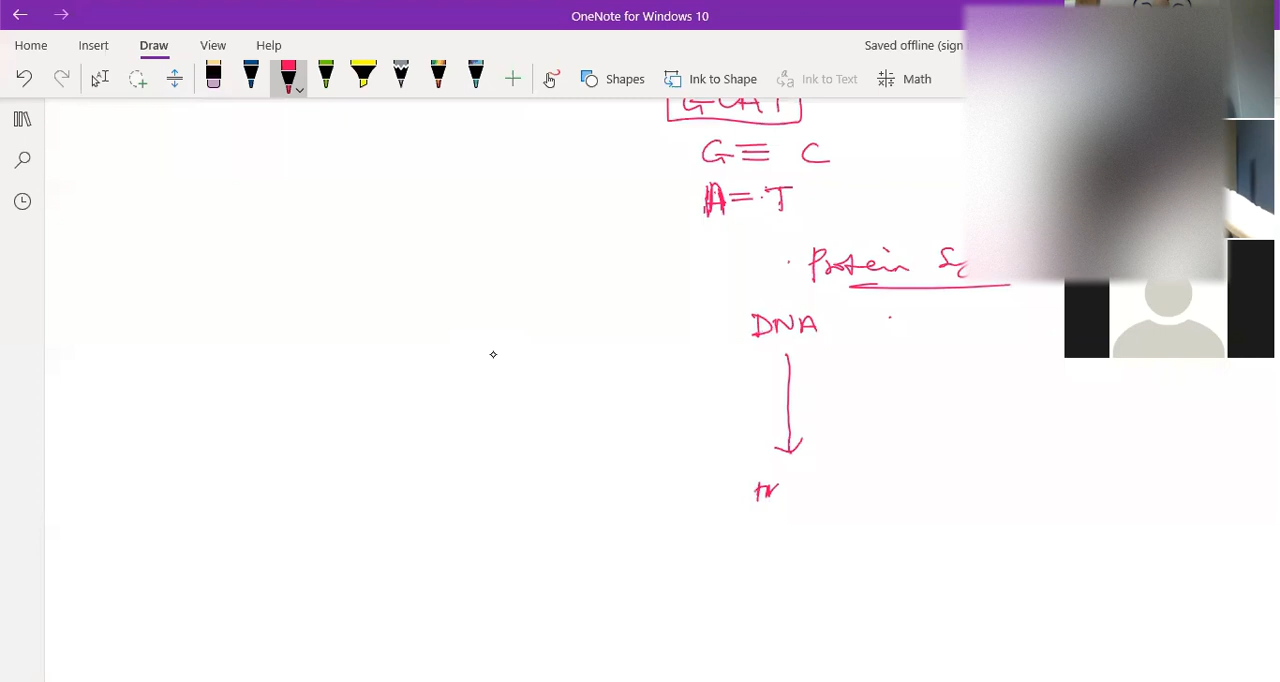 OneNote for Windows 10
Home Insert Draw View Help Saved offline (sign
Shapes Ink to Shape Ink to Text Math
G≡ C
A= T
Protein
DNA